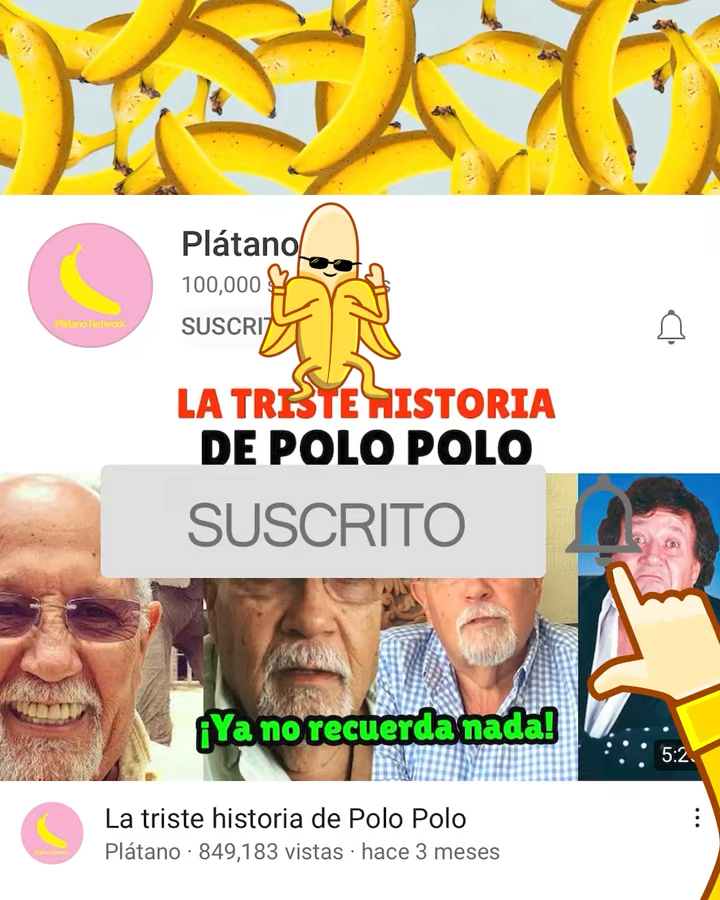 Plátano
Plátano Network
100,000
LA TRISTE HISTORIA
DE POLO POLO
SUSCRITO
¡Ya no recuerda nada!
La triste historia de Polo Polo
Plátano · 849,183 vistas · hace 3 meses